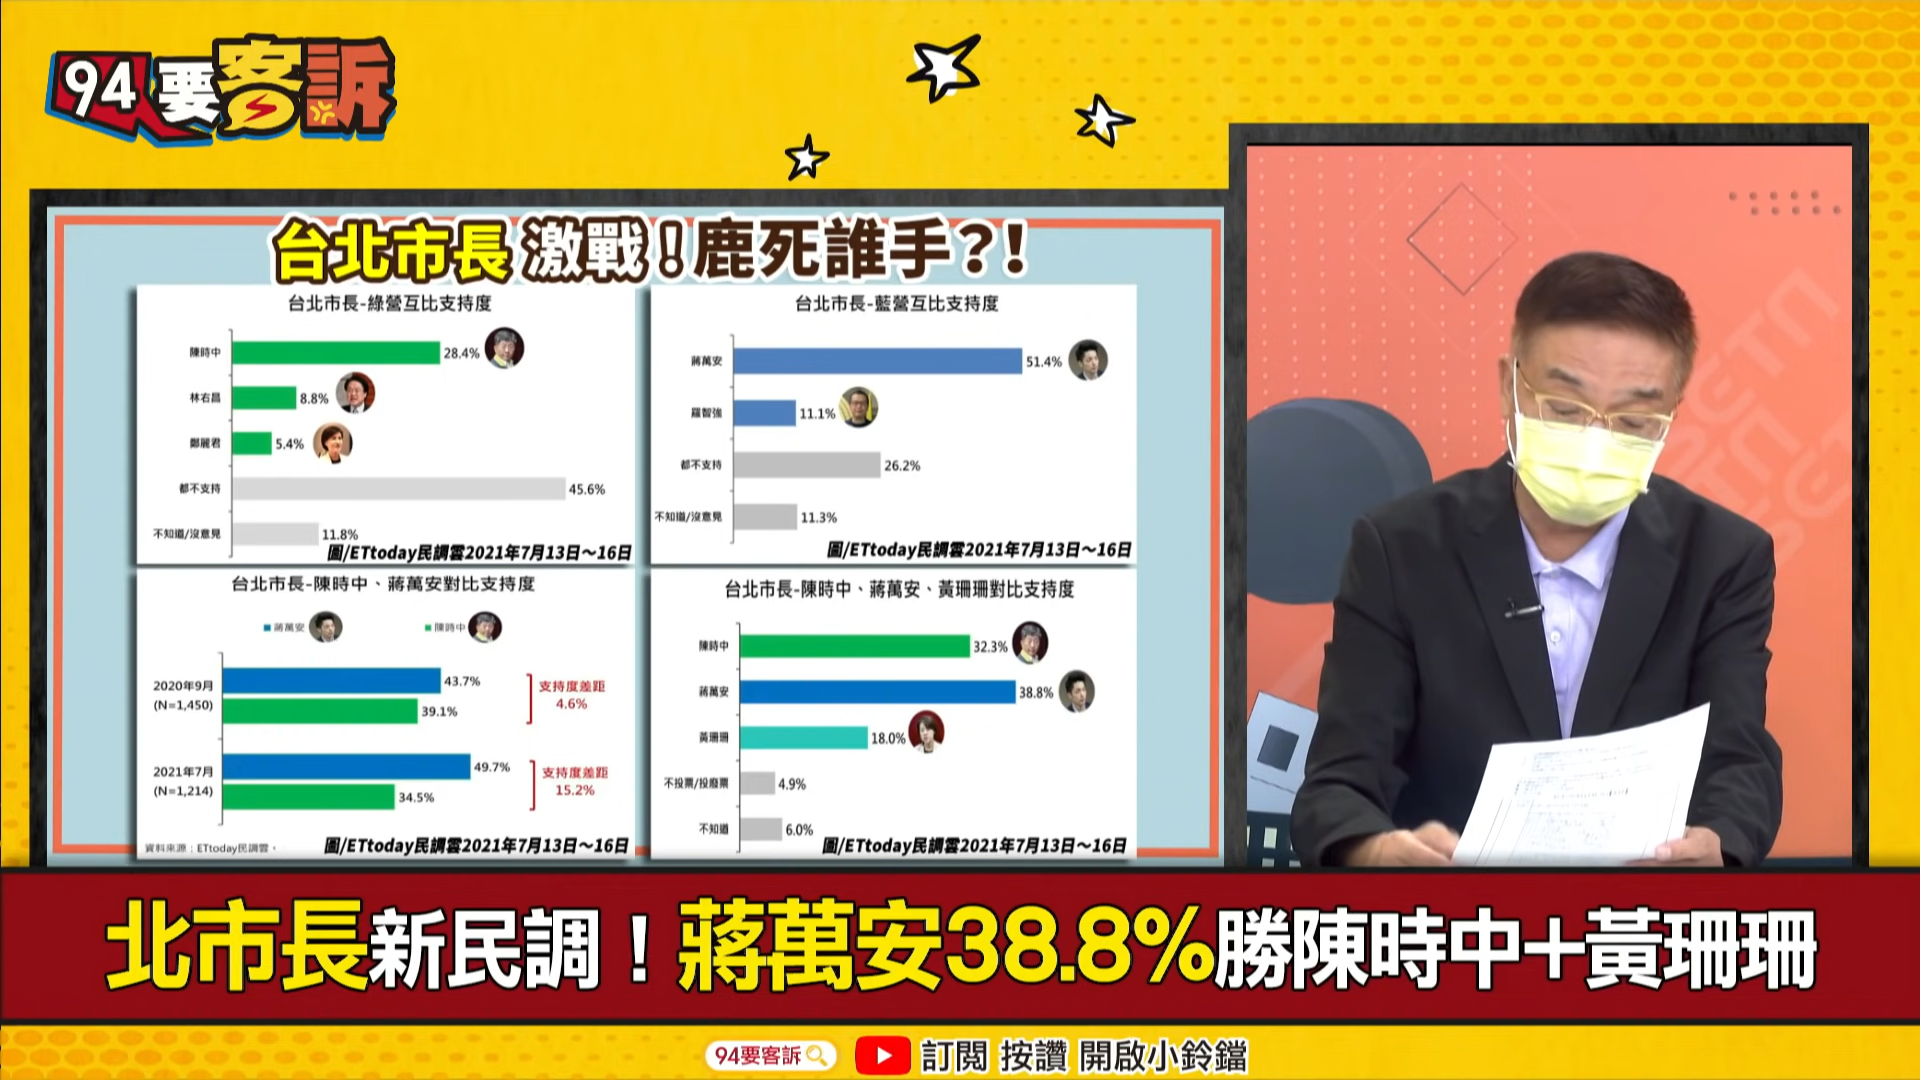 94要客訴
台北市長激戰!鹿死誰手?!
台北市長-綠營互比支持度
陳時中 28.4%
林右昌 8.8%
鄭麗君 5.4%
都不支持 45.6%
不知道/沒意見 11.8%
圖/ETtoday民調雲2021年7月13日~16日
台北市長-藍營互比支持度
蔣萬安 51.4%
羅智強 11.1%
都不支持 26.2%
不知道/沒意見 11.3%
圖/ETtoday民調雲2021年7月13日~16日
台北市長-陳時中、蔣萬安對比支持度
蔣萬安 陳時中
2020年9月
(N=1,450)
43.7%
39.1%
支持度差距
4.6%
2021年7月
(N=1,214)
49.7%
34.5%
支持度差距
15.2%
資料來源:ETtoday民調雲。
圖/ETtoday民調雲2021年7月13日~16日
台北市長-陳時中、蔣萬安、黃珊珊對比支持度
陳時中 32.3%
蔣萬安 38.8%
黃珊珊 18.0%
不投票/投廢票 4.9%
不知道 6.0%
圖/ETtoday民調雲2021年7月13日~16日
SETN
北市長新民調!蔣萬安38.8%勝陳時中+黃珊珊
94要客訴
訂閱 按讚 開啟小鈴鐺